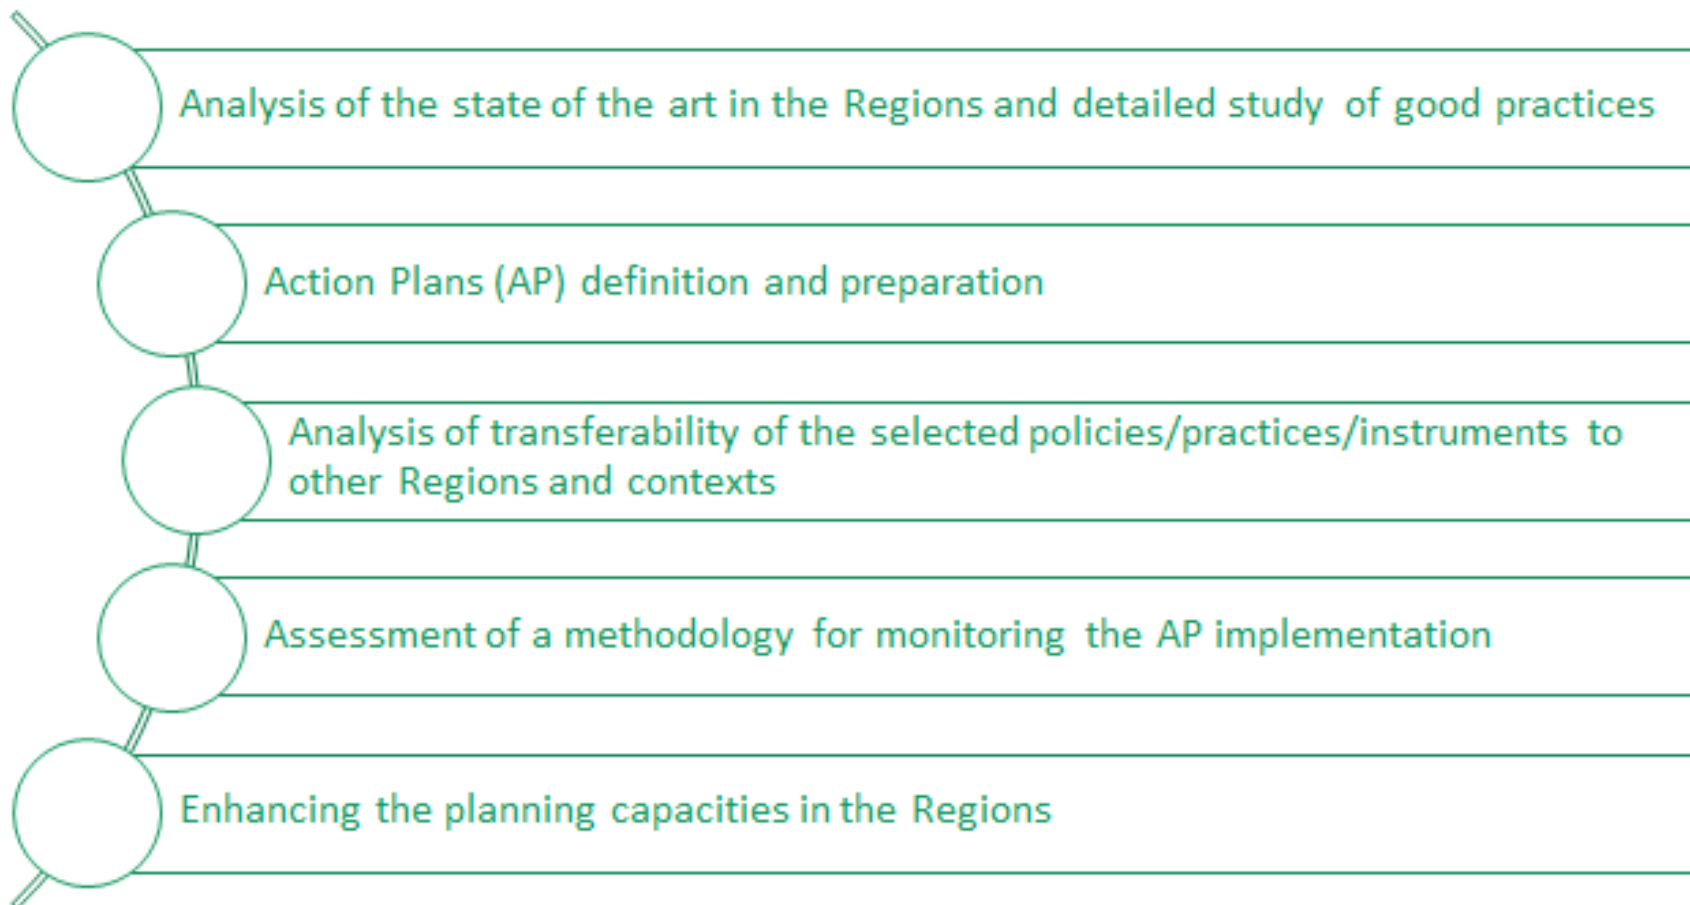 Analysis of the state of the art in the Regions and detailed study of good practices
Action Plans (AP) definition and preparation
Analysis of transferability of the selected policies/practices/instruments to
other Regions and contexts
Assessment of a methodology for monitoring the AP implementation
Enhancing the planning capacities in the Regions